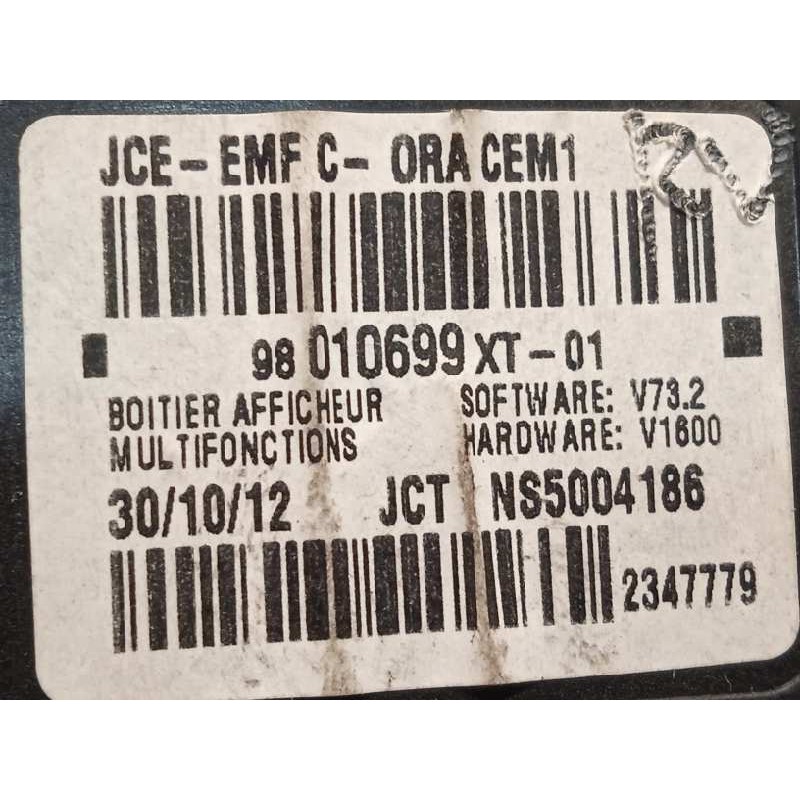 JCE-EMF C- ORA CEM1
98 010699 XT-01
BOITIER AFFICHEUR SOFTWARE: V73.2
MULTIFONCTIONS HARDWARE: V1600
30/10/12 JCT NS5004186
2347779